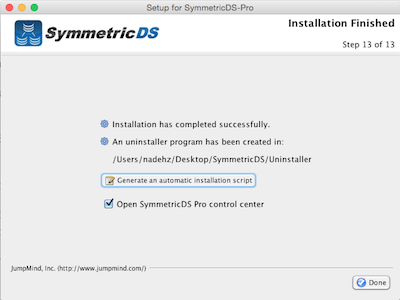 Setup for SymmetricDS-Pro
SymmetricDS
Installation Finished
Step 13 of 13
Installation has completed successfully.
An uninstaller program has been created in:
/Users/nadehz/Desktop/SymmetricDS/Uninstaller
Generate an automatic installation script
Open SymmetricDS Pro control center
JumpMind, Inc. (http://www.jumpmind.com/)
Done